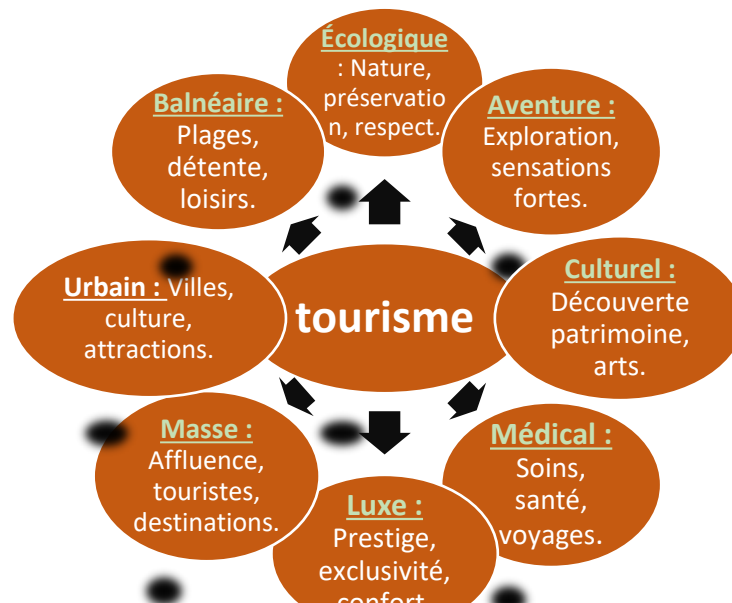 Écologique
: Nature,
préservatio
n, respect.
Balnéaire :
Plages,
détente,
loisirs.
Aventure :
Exploration,
sensations
fortes.
Urbain : Villes,
culture,
attractions.
tourisme
Culturel :
Découverte
patrimoine,
arts.
Masse :
Affluence,
touristes,
destinations.
Médical :
Soins,
santé,
voyages.
Luxe :
Prestige,
exclusivité,
confort